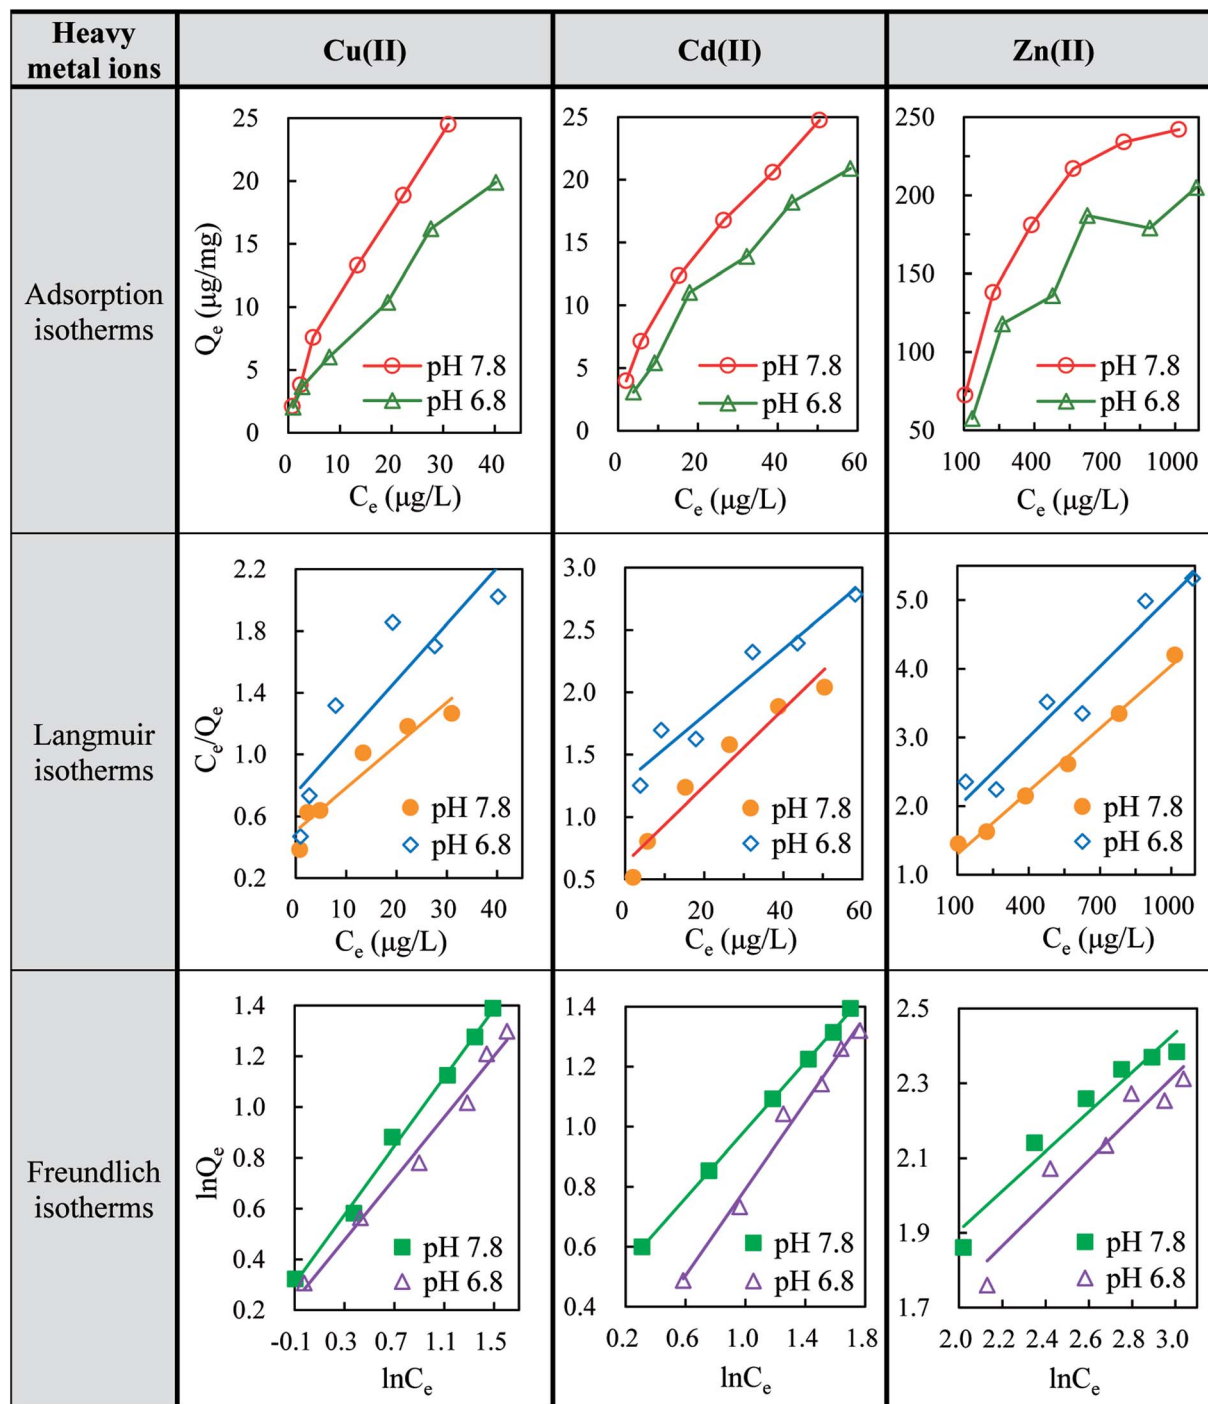 Heavy
metal ions
Cu(II)
Cd(II)
Zn(II)
Adsorption
isotherms
Qe (μg/mg)
25
20
15
10
5
0
pH 7.8
pH 6.8
0 10 20 30 40
Ce (μg/L)
25
20
15
10
5
0
pH 7.8
pH 6.8
0 20 40 60
Ce (μg/L)
250
200
150
100
50
pH 7.8
pH 6.8
100 400 700 1000
Ce (μg/L)
Langmuir
isotherms
Ce/Qe
2.2
1.8
1.4
1.0
0.6
0.2
pH 7.8
pH 6.8
0 10 20 30 40
Ce (μg/L)
3.0
2.5
2.0
1.5
1.0
0.5
pH 7.8
pH 6.8
0 20 40 60
Ce (μg/L)
5.0
4.0
3.0
2.0
1.0
pH 7.8
pH 6.8
100 400 700 1000
Ce (μg/L)
Freundlich
isotherms
lnQe
1.4
1.2
1.0
0.8
0.6
0.4
0.2
pH 7.8
pH 6.8
-0.1 0.3 0.7 1.1 1.5
lnCe
1.4
1.2
1.0
0.8
0.6
0.4
pH 7.8
pH 6.8
0.2 0.6 1.0 1.4 1.8
lnCe
2.5
2.3
2.1
1.9
1.7
pH 7.8
pH 6.8
2.0 2.2 2.4 2.6 2.8 3.0
lnCe